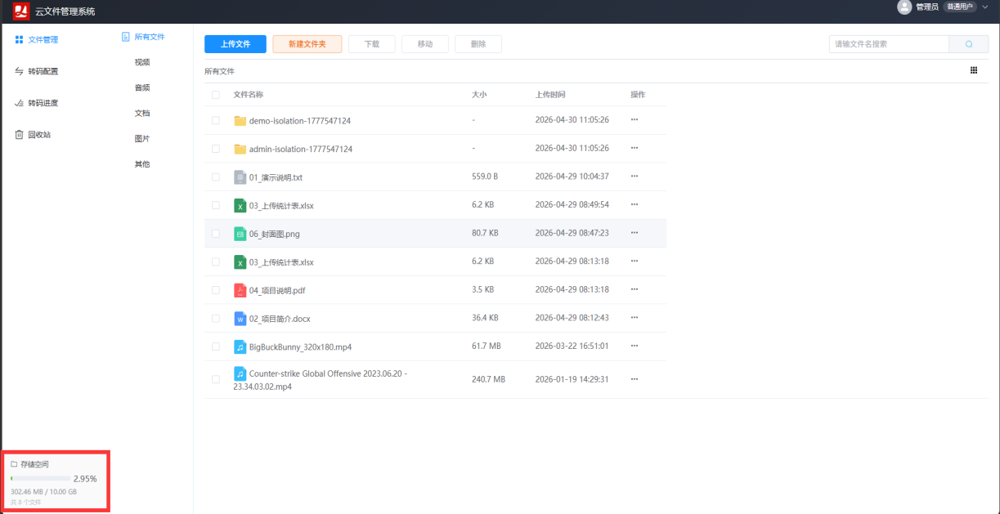 云文件管理系统
管理员 普通用户
文件管理
转码配置
转码进度
回收站
所有文件
视频
音频
文档
图片
其他
上传文件 新建文件夹 下载 移动 删除 请输文件名搜索
所有文件
文件名称 大小 上传时间 操作
demo-isolation-1777547124 - 2026-04-30 11:05:26 ···
admin-isolation-1777547124 - 2026-04-30 11:05:26 ···
01_演示说明.txt 559.0 B 2026-04-29 10:04:37 ···
03_上传统计表.xlsx 6.2 KB 2026-04-29 08:49:54 ···
06_封面图.png 80.7 KB 2026-04-29 08:47:23 ···
03_上传统计表.xlsx 6.2 KB 2026-04-29 08:13:18 ···
04_项目说明.pdf 3.5 KB 2026-04-29 08:13:18 ···
02_项目简介.docx 36.4 KB 2026-04-29 08:12:43 ···
BigBuckBunny_320x180.mp4 61.7 MB 2026-03-22 16:51:01 ···
Counter-strike Global Offensive 2023.06.20 -
23.34.03.02.mp4 240.7 MB 2026-01-19 14:29:31 ···
存储空间
2.95%
302.46 MB / 10.00 GB
共 8 个文件